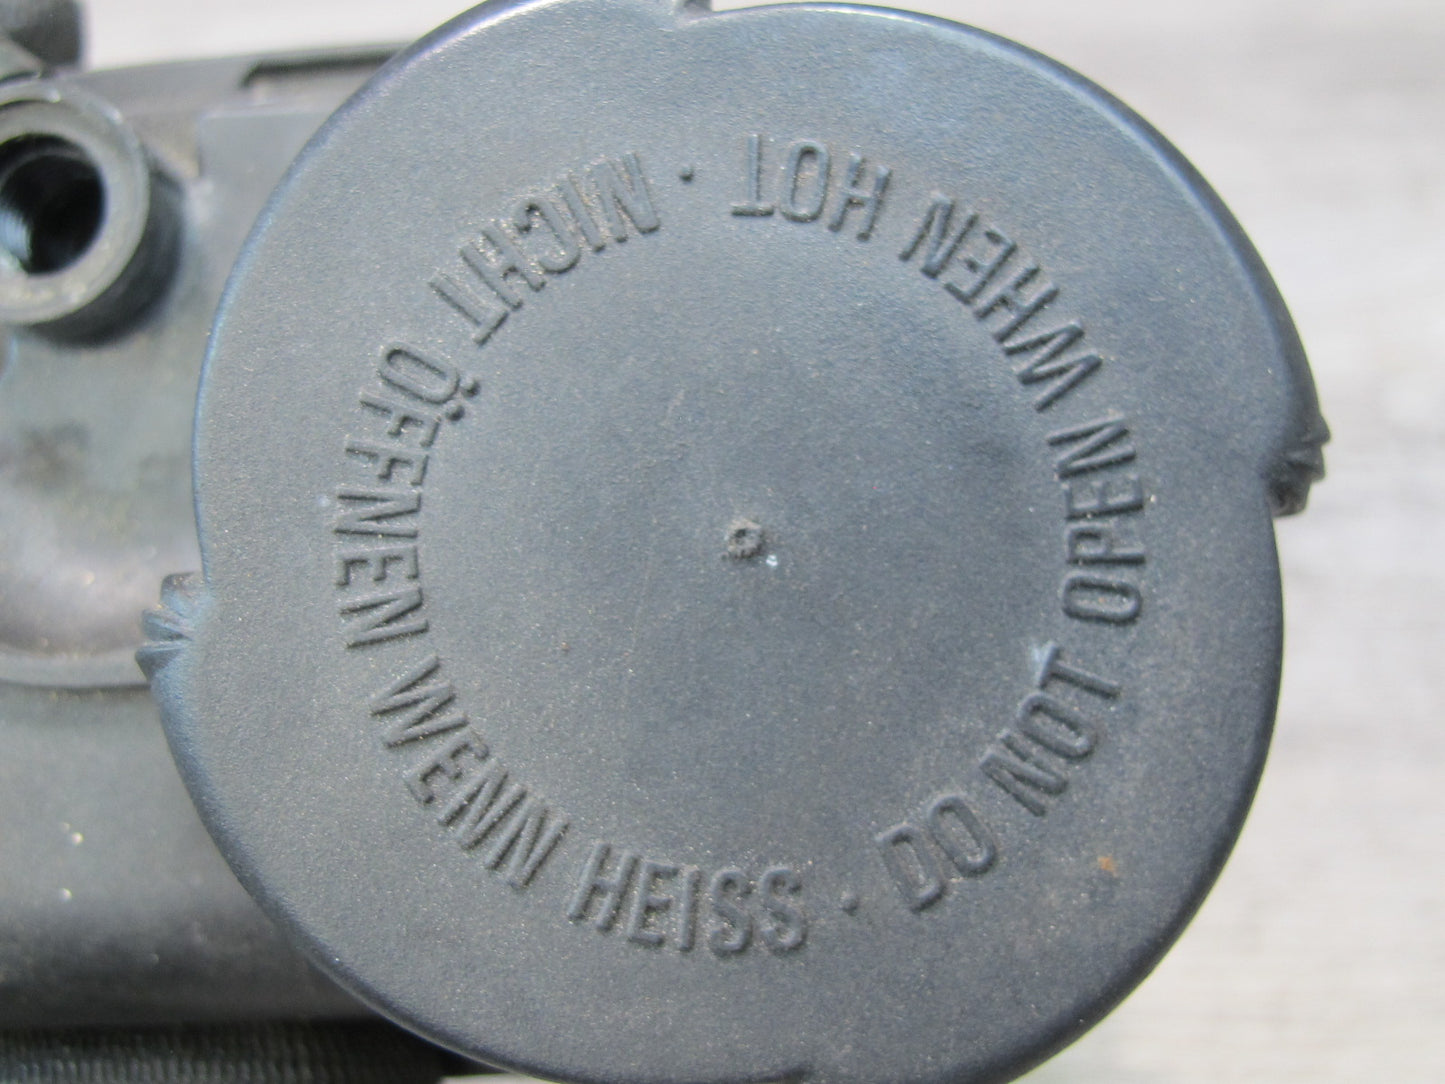 NICHT ÖFFNEN WENN HEISS ·
DO NOT OPEN WHEN HOT ·